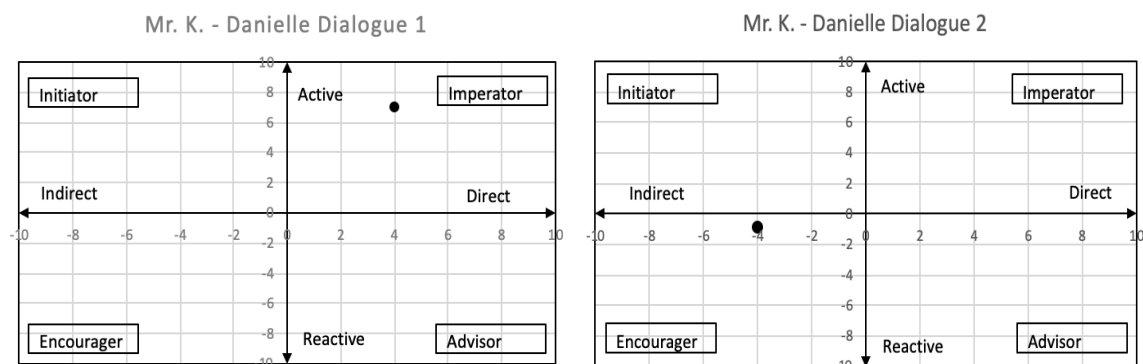 Mr. K. - Danielle Dialogue 1
10
Initiator
8
Active
Imperator
6
4
2
Indirect
Direct
0
-10 -8 -6 -4 -2 0 2 4 6 8 10
-2
-4
-6
-8
Encourager
Reactive
Advisor
-10
Mr. K. - Danielle Dialogue 2
10
Initiator
8
Active
Imperator
6
4
2
Indirect
Direct
0
-10 -8 -6 -4 -2 0 2 4 6 8 10
-2
-4
-6
-8
Encourager
Reactive
Advisor
-10